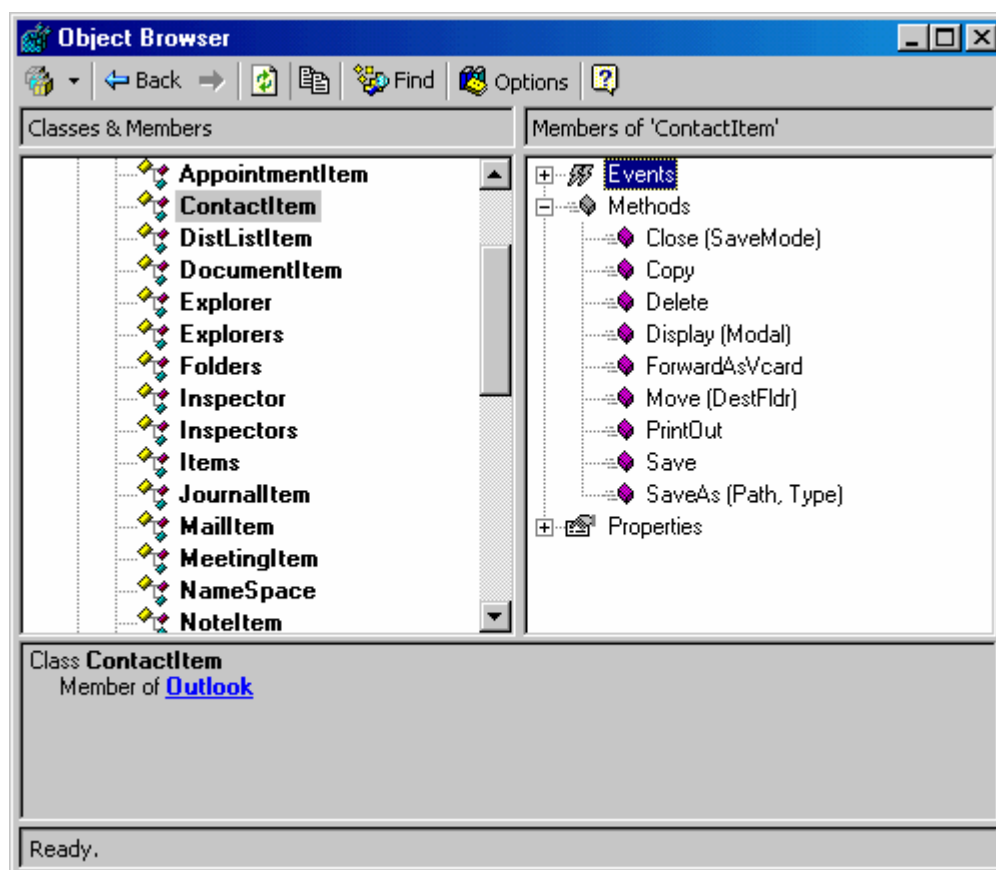 Object Browser
Back Find Options
Classes & Members
Members of 'ContactItem'
AppointmentItem
ContactItem
DistListItem
DocumentItem
Explorer
Explorers
Folders
Inspector
Inspectors
Items
JournalItem
MailItem
MeetingItem
NameSpace
NoteItem
Events
Methods
Close (SaveMode)
Copy
Delete
Display (Modal)
ForwardAsVcard
Move (DestFldr)
PrintOut
Save
SaveAs (Path, Type)
Properties
Class ContactItem
Member of Outlook
Ready.